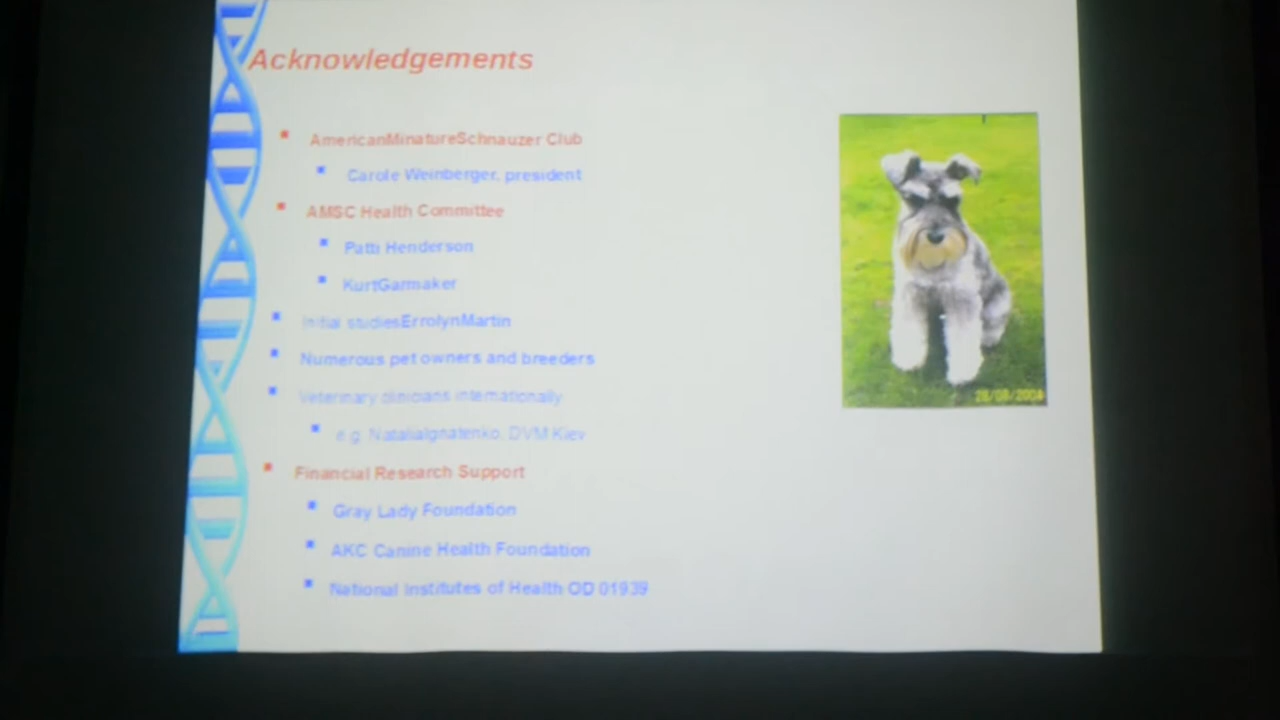 Acknowledgements
AmericanMinatureSchnauzer Club
Carole Weinberger, president
AMSC Health Committee
Patti Henderson
KurtGarmaker
Initial studiesErrolynMartin
Numerous pet owners and breeders
Veterinary clinicians internationally
e.g. NataliaIgnatenko, DVM Kiev
Financial Research Support
Gray Lady Foundation
AKC Canine Health Foundation
National Institutes of Health OD 01939
28/08/2004